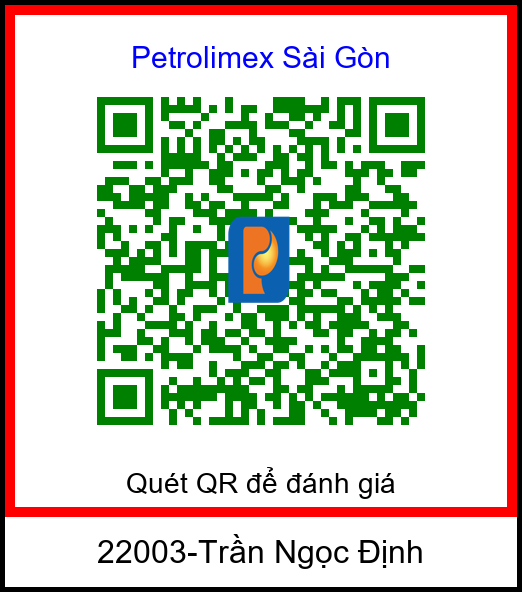 Petrolimex Sài Gòn
Quét QR để đánh giá
22003-Trần Ngọc Định